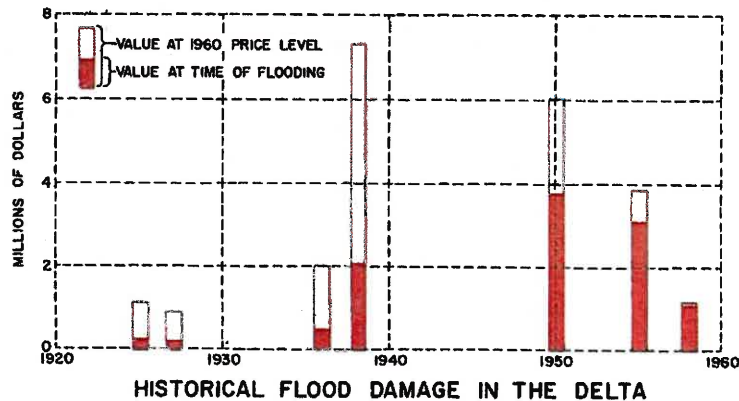 8
VALUE AT 1960 PRICE LEVEL
VALUE AT TIME OF FLOODING
6
MILLIONS OF DOLLARS
4
2
0
1920 1930 1940 1950 1960
HISTORICAL FLOOD DAMAGE IN THE DELTA